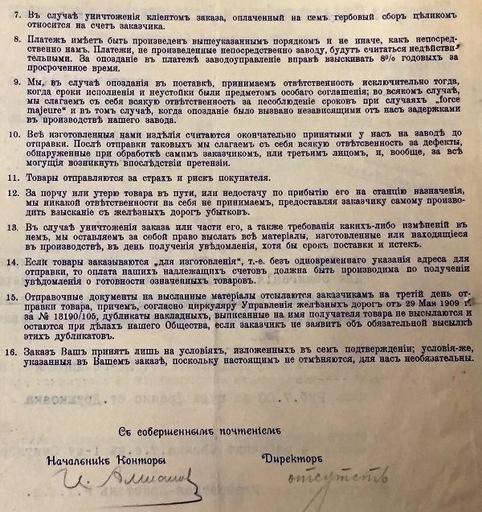 7. Въ случаѣ уничтоженія кліентомъ заказа, оплаченный на семъ гербовый сборъ цѣликомъ
относится на счетъ заказчика.
8. Платежъ имѣетъ быть произведенъ вышеуказаннымъ порядкомъ и не иначе, какъ непосред-
ственно намъ. Платежи, не произведенные непосредственно заводу, будутъ считаться недѣйстви-
тельными. За опозданіе въ платежѣ заводоуправленіе вправѣ взыскивать 8% годовыхъ за
просроченное время.
9. Мы, въ случаѣ опозданія въ поставкѣ, принимаемъ отвѣтственность исключительно тогда,
когда сроки исполненія и неустойки были предметомъ особаго соглашенія; во всякомъ случаѣ,
мы слагаемъ съ себя всякую отвѣтственность за несоблюденіе сроковъ при случаяхъ „force
majeure" и въ томъ случаѣ, когда опозданіе было вызвано независящими отъ насъ задержками
въ производствѣ нашего завода.
10. Всѣ изготовленныя нами издѣлія считаются окончательно принятыми у насъ на заводѣ до
отправки. Послѣ отправки таковыхъ мы слагаемъ съ себя всякую отвѣтственность за дефекты,
обнаруженные при обработкѣ самимъ заказчикомъ, или третьимъ лицомъ, и, вообще, за всѣ
могущія возникнуть впослѣдствіи претензіи.
11. Товары отправляются за страхъ и рискъ покупателя.
12. За порчу или утерю товара въ пути, или недостачу по прибытію его на станцію назначенія,
мы никакой отвѣтственности на себя не принимаемъ, предоставляя заказчику самому произ-
водить взысканіе съ желѣзныхъ дорогъ убытковъ.
13. Въ случаѣ уничтоженія заказа или части его, а также требованія какихъ-либо измѣненій въ
немъ, мы оставляемъ за собой право выслать всѣ матеріалы, изготовленные или находящіеся
въ производствѣ, въ день полученія увѣдомленія, хотя бы срокъ поставки и не истекъ.
14. Если товары заказываются „для изготовленія", т.-е. безъ одновременнаго указанія адреса для
отправки, то оплата нашихъ надлежащихъ счетовъ должна быть производима по полученіи
увѣдомленія о готовности означенныхъ товаровъ.
15. Отправочные документы на высланные матеріалы отсылаются заказчикамъ на третій день от-
правки товара, причемъ, согласно циркуляру Управленія желѣзныхъ дорогъ отъ 29 Мая 1909 г.
за № 13190/105, дубликаты накладныхъ, выписанные на имя получателя товара не высылаются и
остаются при дѣлахъ нашего Общества, если заказчикъ не заявитъ объ обязательной высылкѣ
этихъ дубликатовъ.
16. Заказъ Вашъ принятъ лишь на условіяхъ, изложенныхъ въ семъ подтвержденіи; условія-же,
указанныя въ Вашемъ заказѣ, поскольку настоящимъ не отмѣняются, для насъ необязательны.
Съ совершеннымъ почтеніемъ
Начальникъ Конторы
Директоръ
отсутств